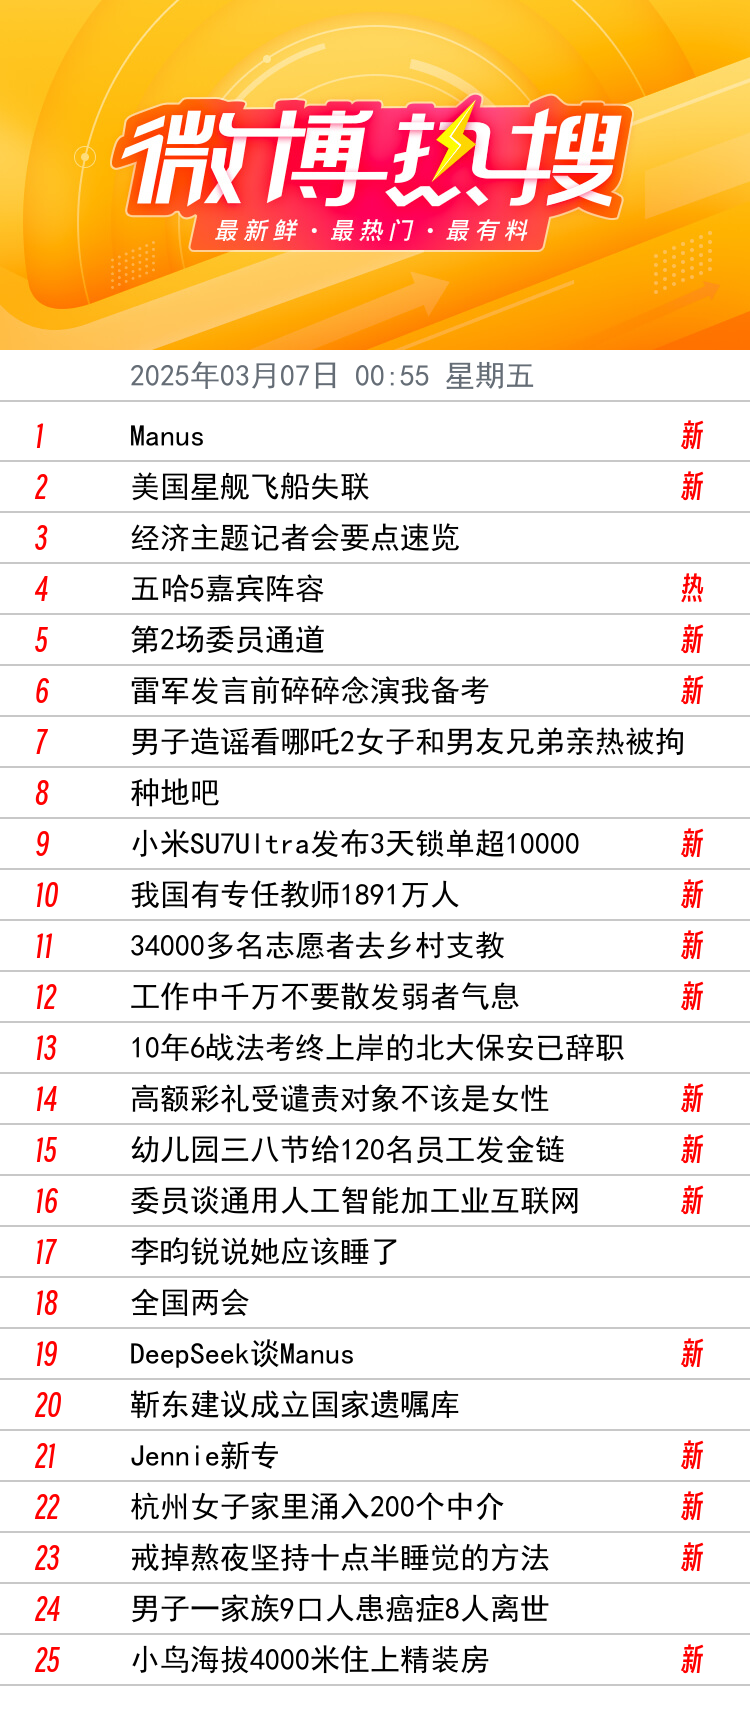 微博热搜
最新鲜·最热门·最有料
2025年03月07日 00:55 星期五
1 Manus 新
2 美国星舰飞船失联 新
3 经济主题记者会要点速览
4 五哈5嘉宾阵容 热
5 第2场委员通道 新
6 雷军发言前碎碎念演我备考 新
7 男子造谣看哪吒2女子和男友兄弟亲热被拘
8 种地吧
9 小米SU7Ultra发布3天锁单超10000 新
10 我国有专任教师1891万人 新
11 34000多名志愿者去乡村支教 新
12 工作中千万不要散发弱者气息 新
13 10年6战法考终上岸的北大保安已辞职
14 高额彩礼受谴责对象不该是女性 新
15 幼儿园三八节给120名员工发金链 新
16 委员谈通用人工智能加工业互联网 新
17 李昀锐说她应该睡了
18 全国两会
19 DeepSeek谈Manus 新
20 靳东建议成立国家遗嘱库
21 Jennie新专 新
22 杭州女子家里涌入200个中介 新
23 戒掉熬夜坚持十点半睡觉的方法 新
24 男子一家族9口人患癌症8人离世
25 小鸟海拔4000米住上精装房 新